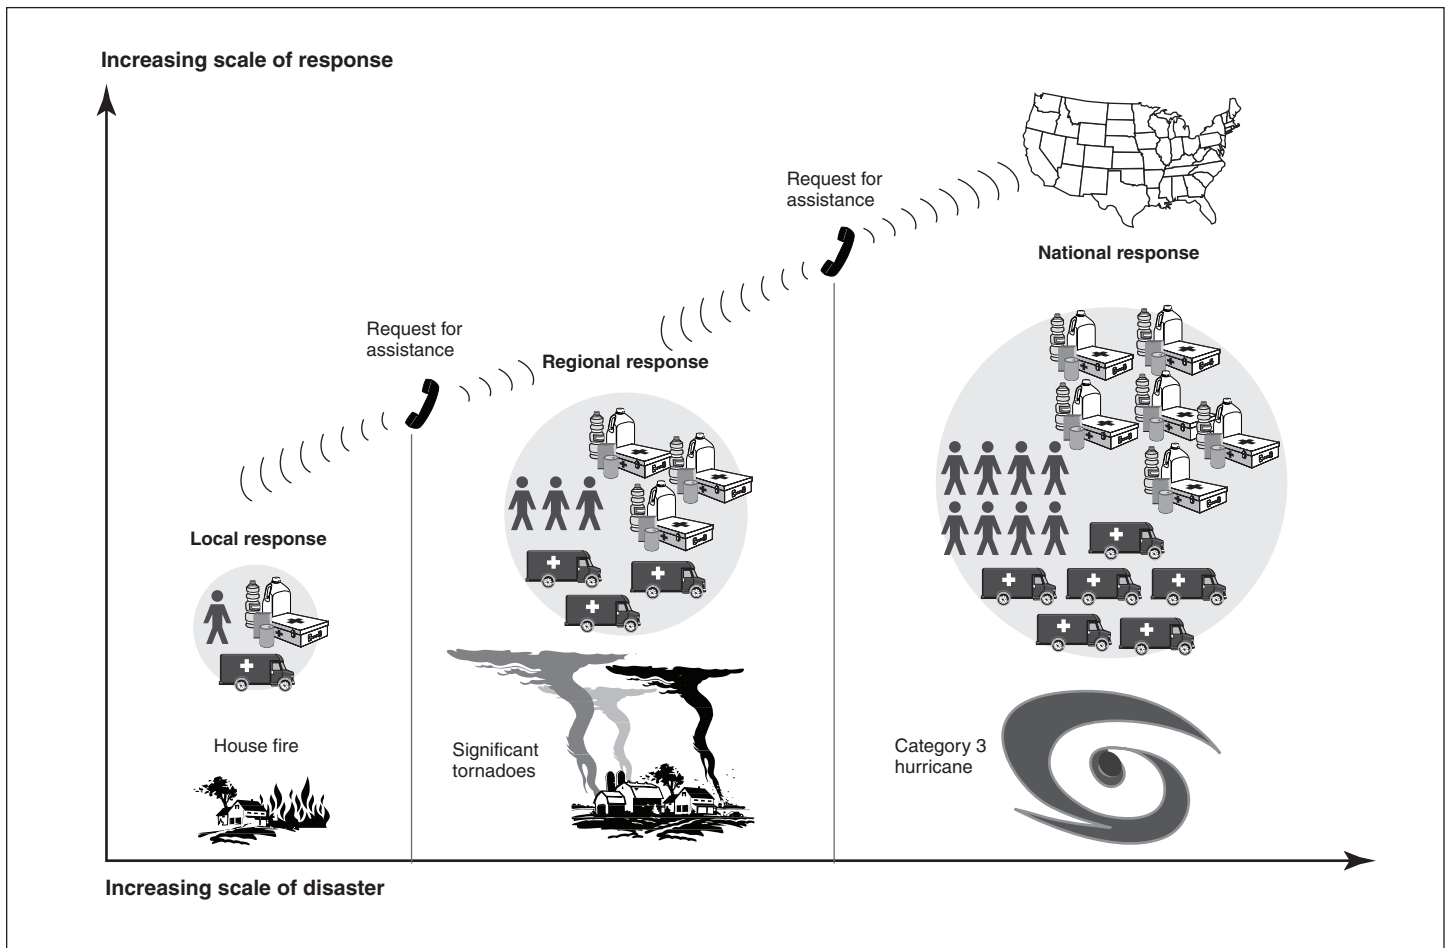 Increasing scale of response
Request for
assistance
National response
Request for
assistance
Regional response
Local response
House fire
Significant
tornadoes
Category 3
hurricane
Increasing scale of disaster